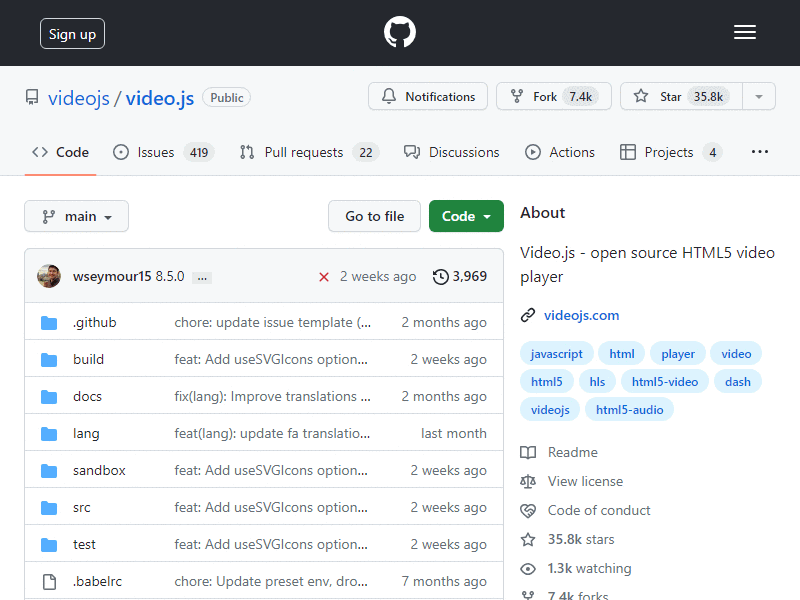 Sign up
videojs / video.js Public
Notifications Fork 7.4k Star 35.8k
Code Issues 419 Pull requests 22 Discussions Actions Projects 4 ...
main Go to file Code
wseymour15 8.5.0 ... 2 weeks ago 3,969
.github chore: update issue template (... 2 months ago
build feat: Add useSVGIcons option... 2 weeks ago
docs fix(lang): Improve translations ... 2 months ago
lang feat(lang): update fa translatio... last month
sandbox feat: Add useSVGIcons option... 2 weeks ago
src feat: Add useSVGIcons option... 2 weeks ago
test feat: Add useSVGIcons option... 2 weeks ago
.babelrc chore: Update preset env, dro... 7 months ago
About
Video.js - open source HTML5 video
player
videojs.com
javascript html player video
html5 hls html5-video dash
videojs html5-audio
Readme
View license
Code of conduct
35.8k stars
1.3k watching
7.4k forks